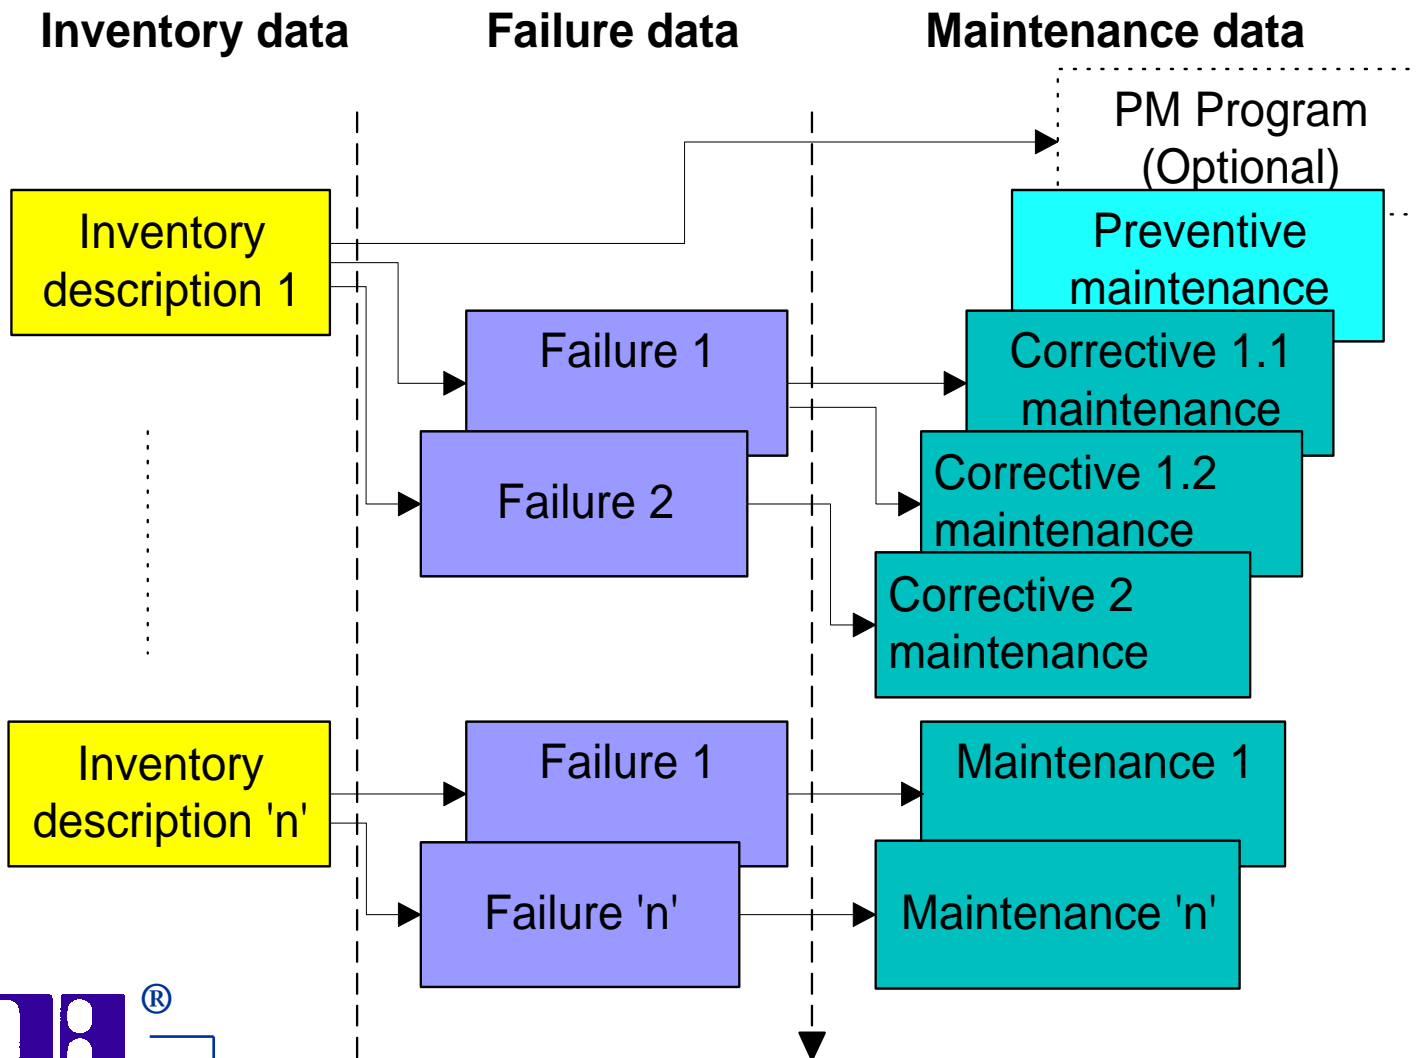 Inventory data
Failure data
Maintenance data
PM Program
(Optional)
Inventory
description 1
Preventive
maintenance
Failure 1
Corrective 1.1
maintenance
Failure 2
Corrective 1.2
maintenance
Corrective 2
maintenance
Inventory
description 'n'
Failure 1
Maintenance 1
Failure 'n'
Maintenance 'n'
®